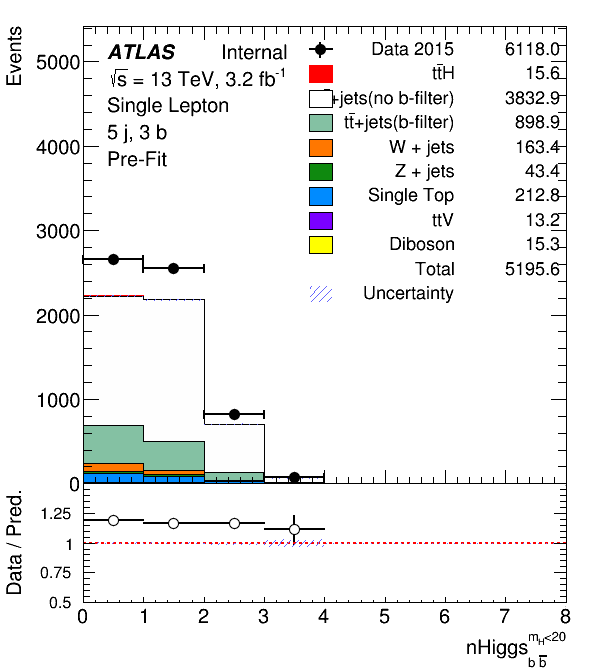 Events
5000
4000
3000
2000
1000
0
ATLAS Internal
√s = 13 TeV, 3.2 fb⁻¹
Single Lepton
5 j, 3 b
Pre-Fit
Data 2015 6118.0
tt̄H 15.6
+jets(no b-filter) 3832.9
tt̄+jets(b-filter) 898.9
W + jets 163.4
Z + jets 43.4
Single Top 212.8
ttV 13.2
Diboson 15.3
Total 5195.6
Uncertainty
Data / Pred.
1.25
1
0.75
0.5
0 1 2 3 4 5 6 7 8
nHiggs m_H<20 b b̄